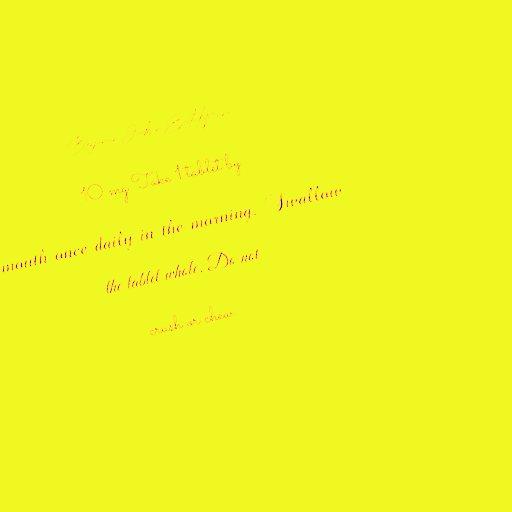 10 mg Take 1 tablet by
mouth once daily in the morning. Swallow
the tablet whole. Do not
crush or chew